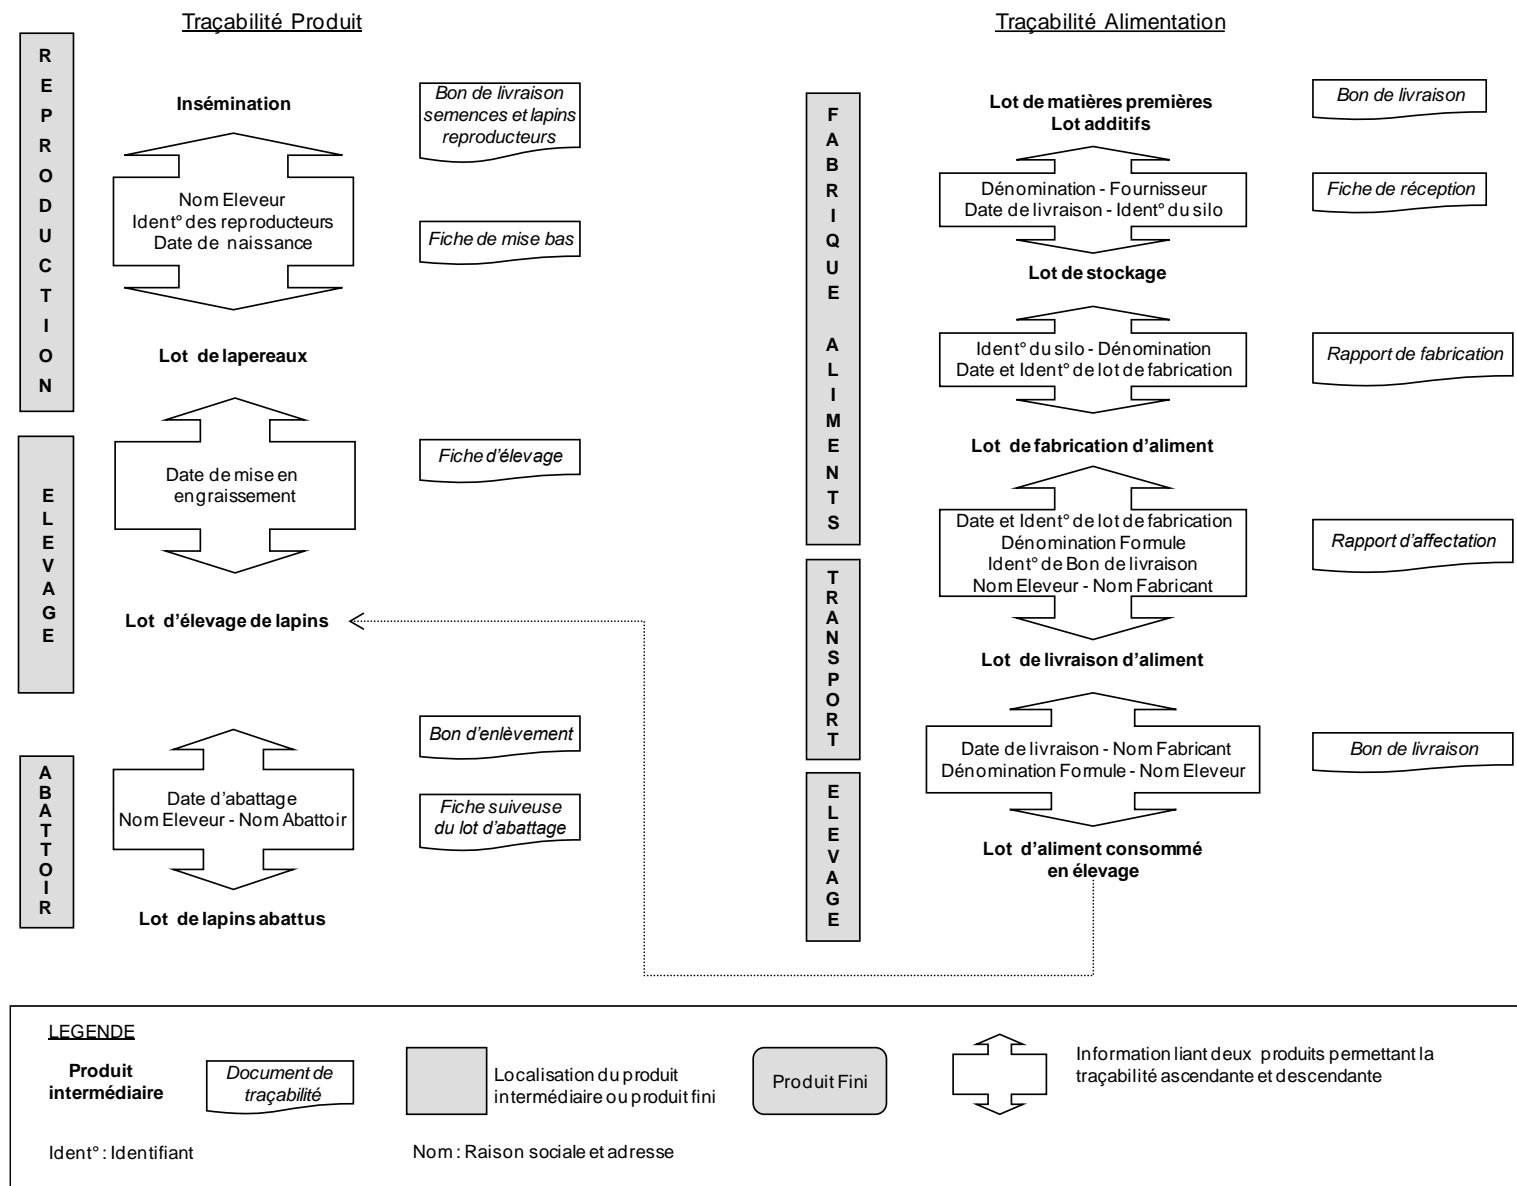 Traçabilité Produit
REPRODUCTION
Insémination
Bon de livraison
semences et lapins
reproducteurs
Nom Eleveur
Ident° des reproducteurs
Date de naissance
Fiche de mise bas
Lot de lapereaux
ELEVAGE
Date de mise en
engraissement
Fiche d'élevage
Lot d'élevage de lapins
ABATTOIR
Bon d'enlèvement
Date d'abattage
Nom Eleveur - Nom Abattoir
Fiche suiveuse
du lot d'abattage
Lot de lapins abattus
Traçabilité Alimentation
FABRIQUE ALIMENTS
Lot de matières premières
Lot additifs
Bon de livraison
Dénomination - Fournisseur
Date de livraison - Ident° du silo
Fiche de réception
Lot de stockage
Ident° du silo - Dénomination
Date et Ident° de lot de fabrication
Rapport de fabrication
Lot de fabrication d'aliment
TRANSPORT
Date et Ident° de lot de fabrication
Dénomination Formule
Ident° de Bon de livraison
Nom Eleveur - Nom Fabricant
Rapport d'affectation
Lot de livraison d'aliment
ELEVAGE
Date de livraison - Nom Fabricant
Dénomination Formule - Nom Eleveur
Bon de livraison
Lot d'aliment consommé
en élevage
LEGENDE
Produit
intermédiaire
Document de
traçabilité
Localisation du produit
intermédiaire ou produit fini
Produit Fini
Information liant deux produits permettant la
traçabilité ascendante et descendante
Ident° : Identifiant
Nom : Raison sociale et adresse